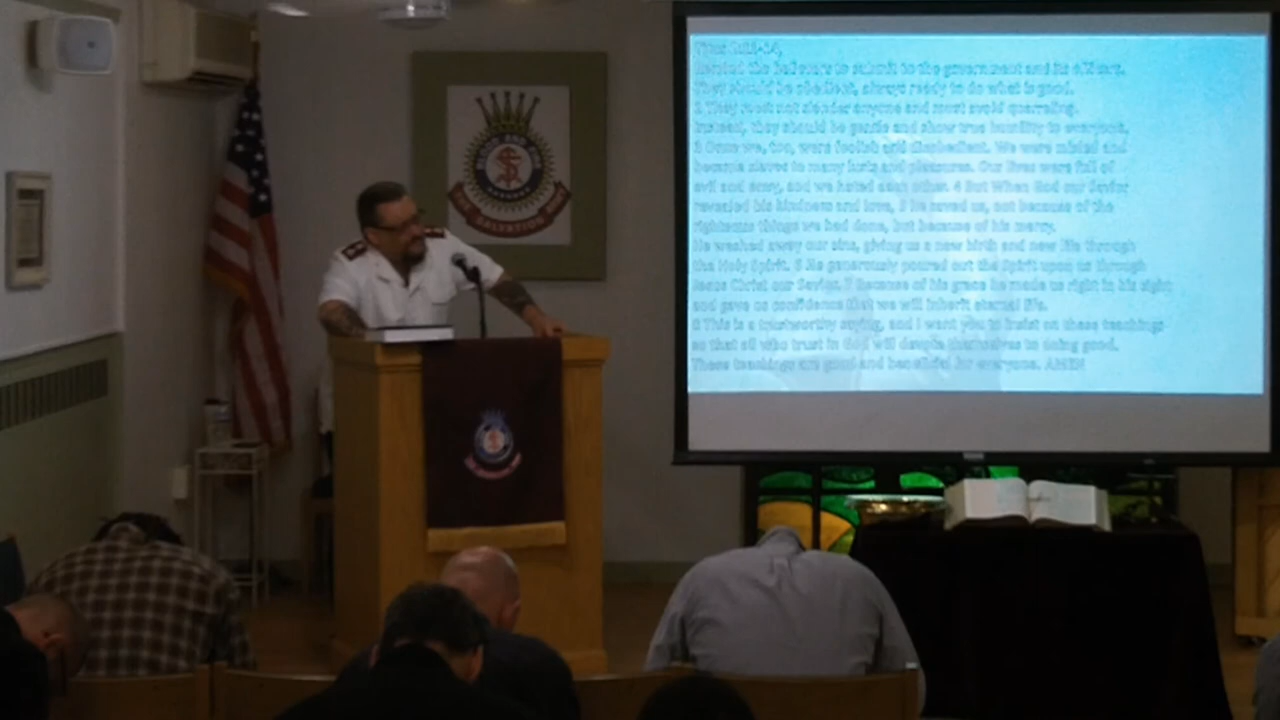 BLOOD AND FIRE
THE SALVATION ARMY
Remind the believers to submit to the government and its officers.
They should be obedient, always ready to do what is good.
2 They must not slander anyone and must avoid quarreling.
Instead, they should be gentle and show true humility to everyone.
3 Once we, too, were foolish and disobedient. We were misled and
became slaves to many lusts and pleasures. Our lives were full of
evil and envy, and we hated each other. 4 But When God our Savior
revealed his kindness and love, 5 he saved us, not because of the
righteous things we had done, but because of his mercy.
He washed away our sins, giving us a new birth and new life through
the Holy Spirit. 6 He generously poured out the Spirit upon us through
Jesus Christ our Savior. 7 Because of his grace he made us right in his sight
and gave us confidence that we will inherit eternal life.
8 This is a trustworthy saying, and I want you to insist on these teachings
so that all who trust in God will devote themselves to doing good.
These teachings are good and beneficial for everyone. AMEN